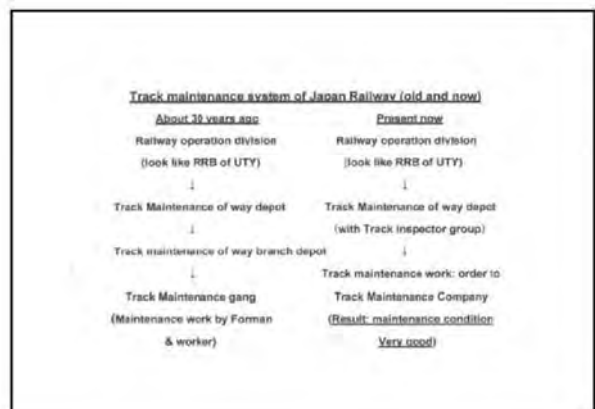 Track maintenance system of Japan Railway (old and now)
About 30 years ago
Railway operation division
(look like RRB of UTY)
↓
Track Maintenance of way depot
↓
Track maintenance of way branch depot
↓
Track Maintenance gang
(Maintenance work by Forman
& worker)
Present now
Railway operation division
(look like RRB of UTY)
↓
Track Maintenance of way depot
(with Track inspector group)
↓
Track maintenance work: order to
Track Maintenance Company
(Result: maintenance condition
Very good)